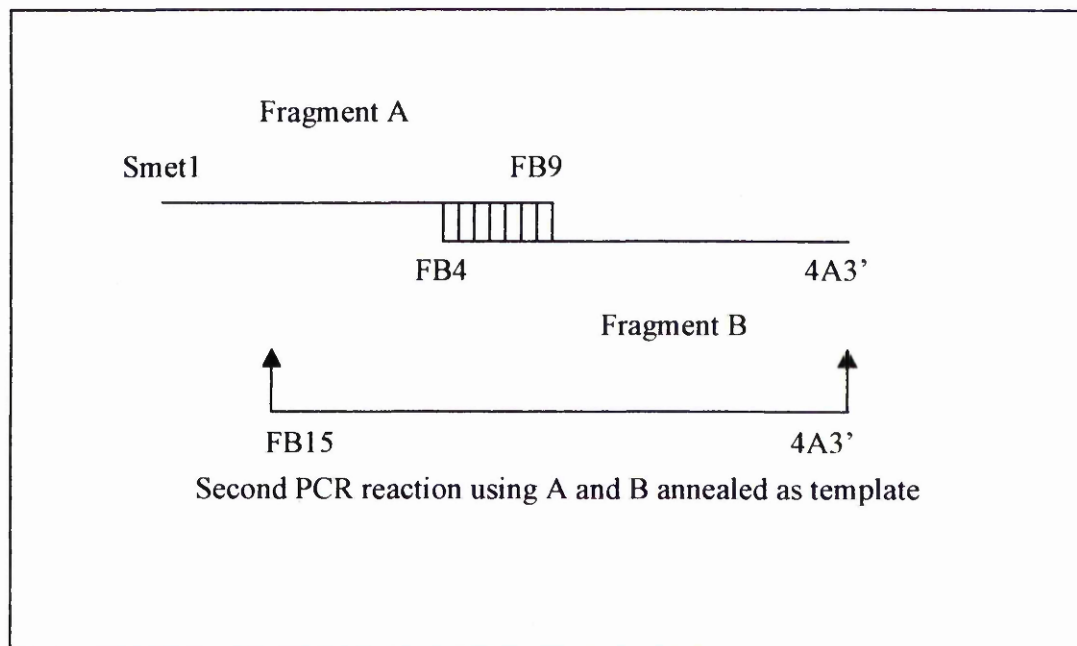 Fragment A
Smet1 FB9
FB4 4A3'
Fragment B
FB15 4A3'
Second PCR reaction using A and B annealed as template